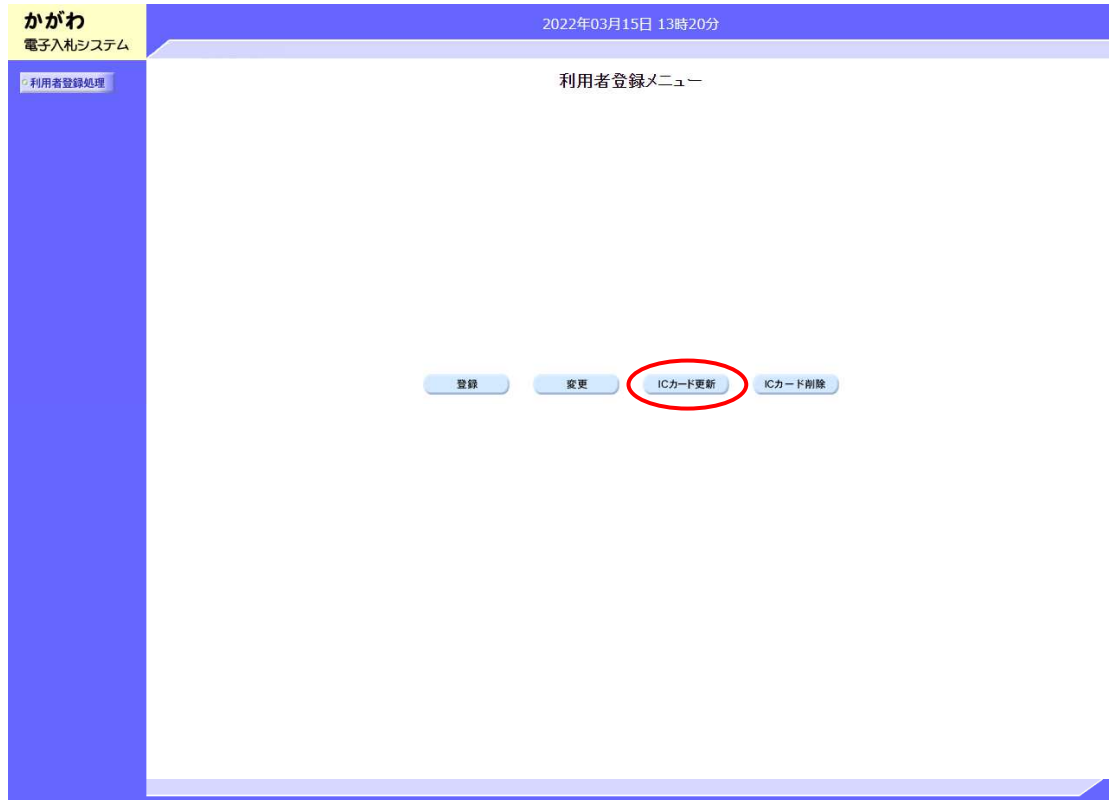 かがわ
電子入札システム
2022年03月15日 13時20分
利用者登録処理
利用者登録メニュー
登録
変更
ICカード更新
ICカード削除